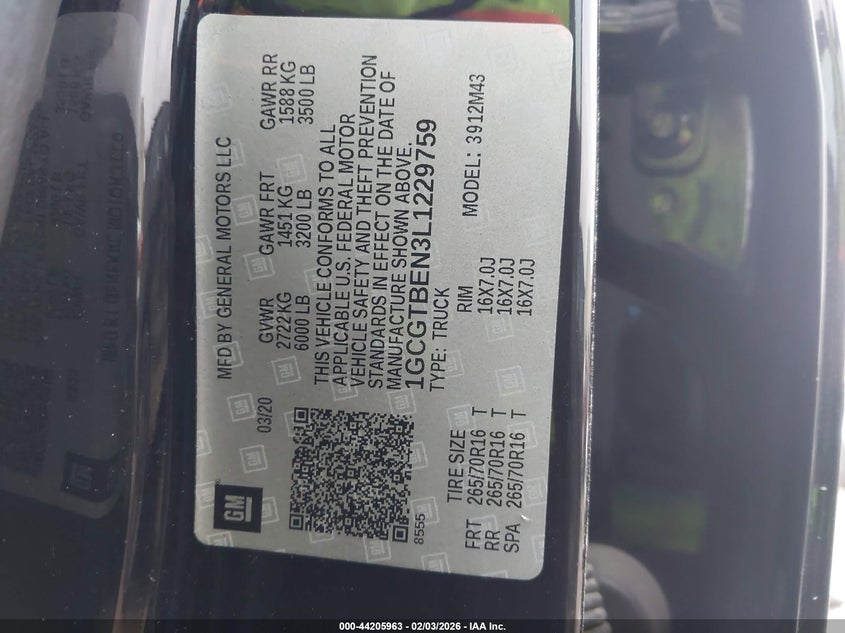 GM
03/20
MFD BY GENERAL MOTORS LLC
GVWR GAWR FRT GAWR RR
2722 KG 1451 KG 1588 KG
6000 LB 3200 LB 3500 LB
THIS VEHICLE CONFORMS TO ALL
APPLICABLE U.S. FEDERAL MOTOR
VEHICLE SAFETY AND THEFT PREVENTION
STANDARDS IN EFFECT ON THE DATE OF
MANUFACTURE SHOWN ABOVE.
1GCGTBEN3L1229759
8555
TYPE: TRUCK MODEL: 3912M43
TIRE SIZE RIM
FRT 265/70R16 T 16X7.0J
RR 265/70R16 T 16X7.0J
SPA 265/70R16 T 16X7.0J
000-44205963 - 02/03/2026 - IAA Inc.